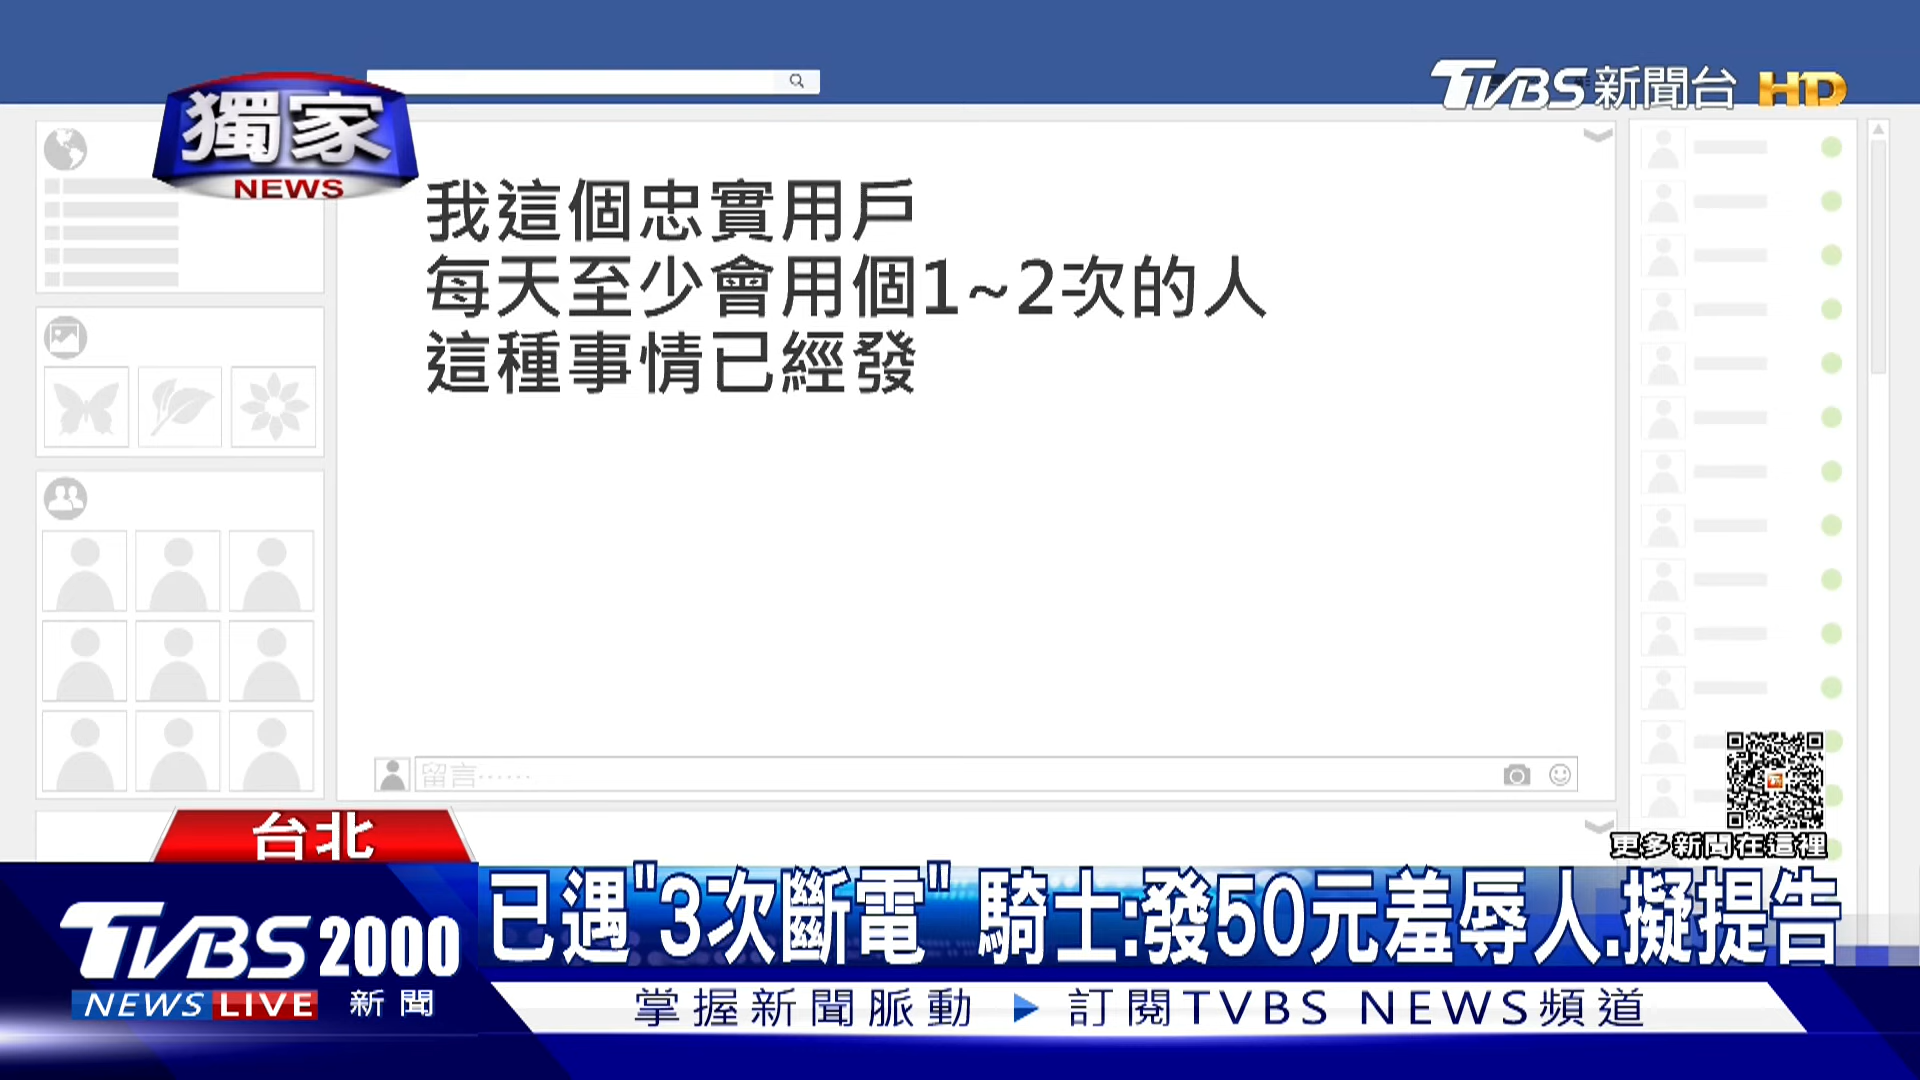 TVBS新聞台 HD
獨家
NEWS
我這個忠實用戶
每天至少會用個1~2次的人
這種事情已經發
留言......
更多新聞在這裡
台北
已遇"3次斷電" 騎士:發50元羞辱人.擬提告
TVBS 2000
NEWS LIVE 新聞
掌握新聞脈動 ▶ 訂閱TVBS NEWS頻道